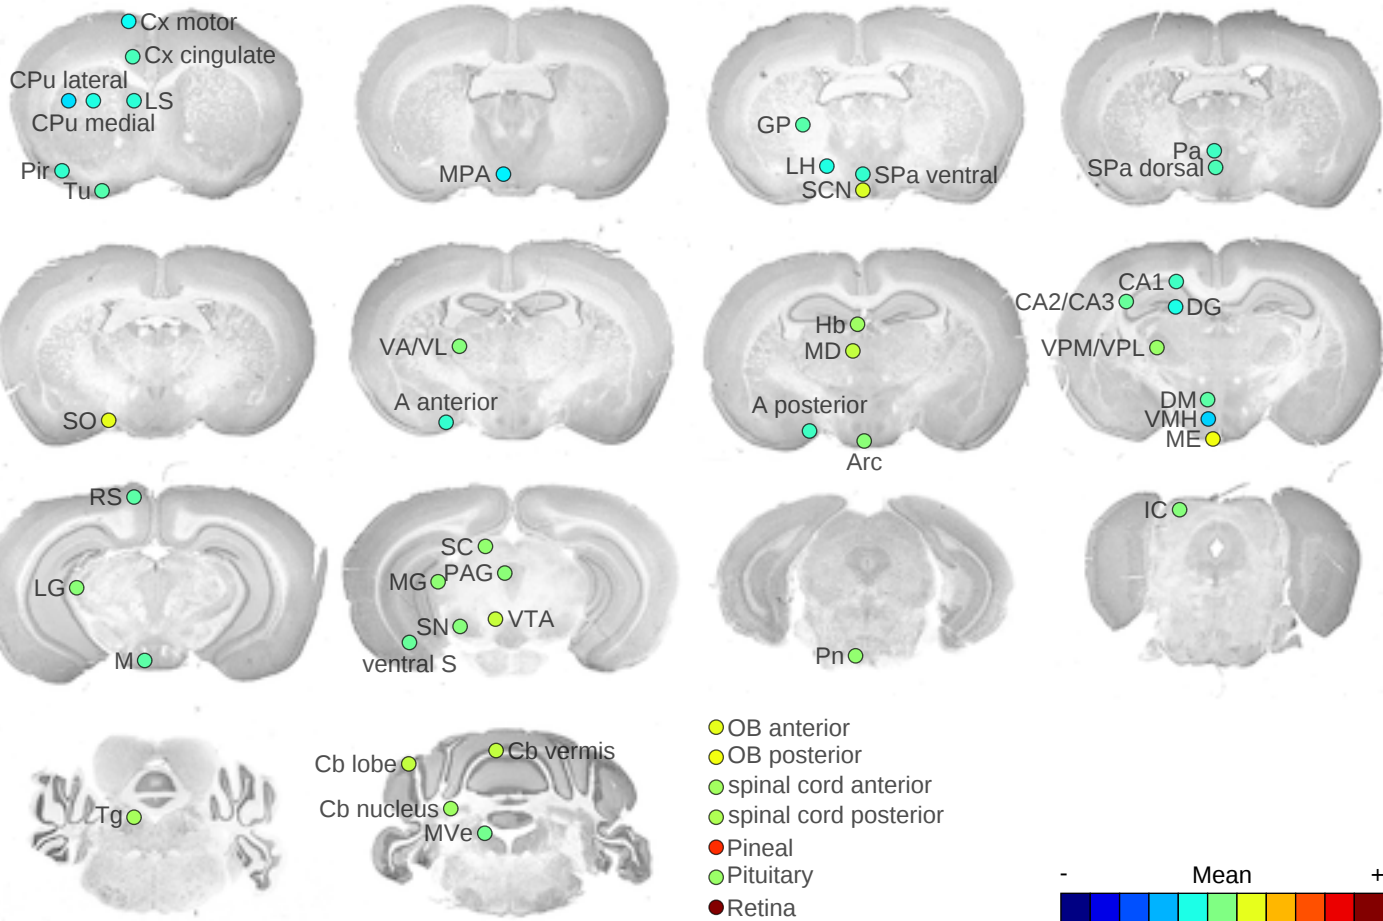 Cx motor
Cx cingulate
CPu lateral
LS
CPu medial
Pir
Tu
MPA
GP
LH
SPa ventral
SCN
Pa
SPa dorsal
SO
VA/VL
A anterior
Hb
MD
A posterior
Arc
CA1
CA2/CA3
DG
VPM/VPL
DM
VMH
ME
RS
LG
M
SC
PAG
MG
VTA
SN
ventral S
Pn
IC
Tg
Cb lobe
Cb vermis
Cb nucleus
MVe
OB anterior
OB posterior
spinal cord anterior
spinal cord posterior
Pineal
Pituitary
Retina
- Mean +